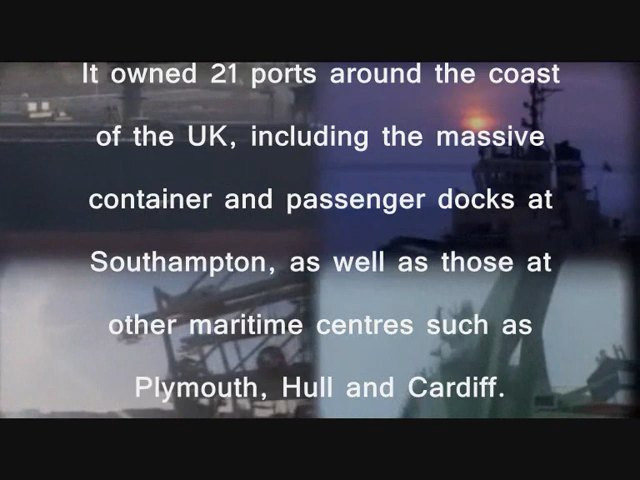 It owned 21 ports around the coast
of the UK, including the massive
container and passenger docks at
Southampton, as well as those at
other maritime centres such as
Plymouth, Hull and Cardiff.